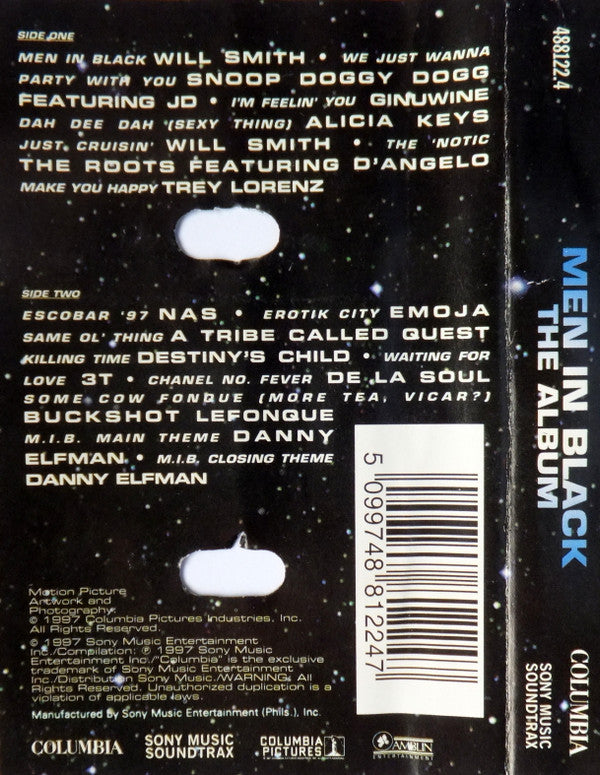 SIDE ONE
MEN IN BLACK WILL SMITH • WE JUST WANNA
PARTY WITH YOU SNOOP DOGGY DOGG
FEATURING JD • I'M FEELIN' YOU GINUWINE
DAH DEE DAH (SEXY THING) ALICIA KEYS
JUST CRUISIN' WILL SMITH • THE 'NOTIC
THE ROOTS FEATURING D'ANGELO
MAKE YOU HAPPY TREY LORENZ
SIDE TWO
ESCOBAR '97 NAS • EROTIK CITY EMOJA
SAME OL' THING A TRIBE CALLED QUEST
KILLING TIME DESTINY'S CHILD • WAITING FOR
LOVE 3T • CHANEL NO. FEVER DE LA SOUL
SOME COW FONQUE (MORE TEA, VICAR?)
BUCKSHOT LEFONQUE
M.I.B. MAIN THEME DANNY
ELFMAN • M.I.B. CLOSING THEME
DANNY ELFMAN
Motion Picture
Artwork and
Photography:
© 1997 Columbia Pictures Industries, Inc.
All Rights Reserved.
© 1997 Sony Music Entertainment
Inc./Compilation: ℗ 1997 Sony Music
Entertainment Inc./"Columbia" is the exclusive
trademark of Sony Music Entertainment
Inc./Distribution Sony Music./WARNING: All
Rights Reserved. Unauthorized duplication is a
violation of applicable laws.
Manufactured by Sony Music Entertainment (Phils.), Inc.
COLUMBIA
SONY MUSIC
SOUNDTRAX
COLUMBIA
PICTURES
AMBLIN
ENTERTAINMENT
5 099748 812247
488122.4
MEN IN BLACK
THE ALBUM
COLUMBIA
SONY MUSIC
SOUNDTRAX